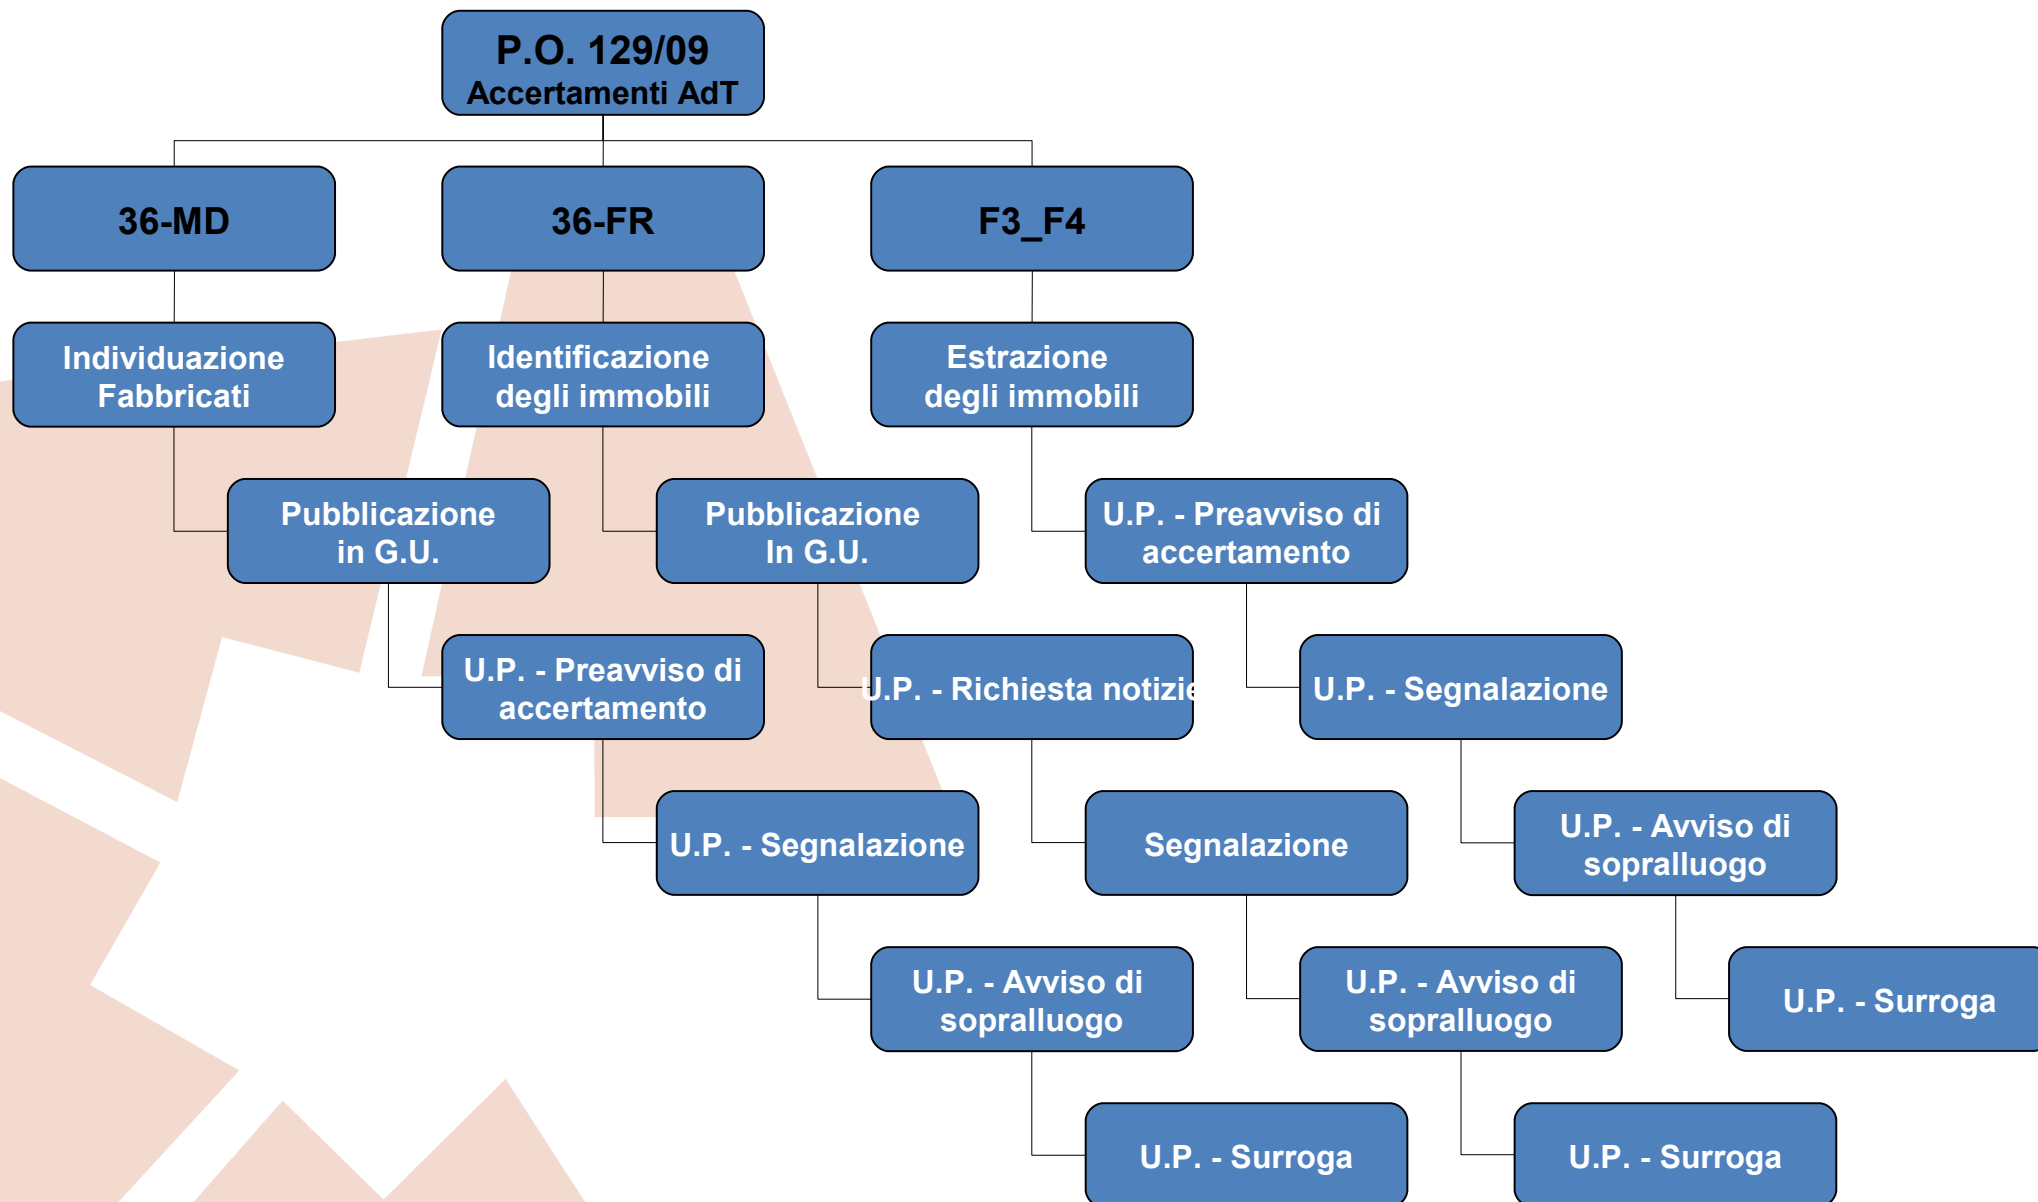 P.O. 129/09
Accertamenti AdT
36-MD
36-FR
F3_F4
Individuazione
Fabbricati
Identificazione
degli immobili
Estrazione
degli immobili
Pubblicazione
in G.U.
Pubblicazione
In G.U.
U.P. - Preavviso di
accertamento
U.P. - Preavviso di
accertamento
U.P. - Richiesta notizie
U.P. - Segnalazione
U.P. - Segnalazione
Segnalazione
U.P. - Avviso di
sopralluogo
U.P. - Avviso di
sopralluogo
U.P. - Avviso di
sopralluogo
U.P. - Surroga
U.P. - Surroga
U.P. - Surroga